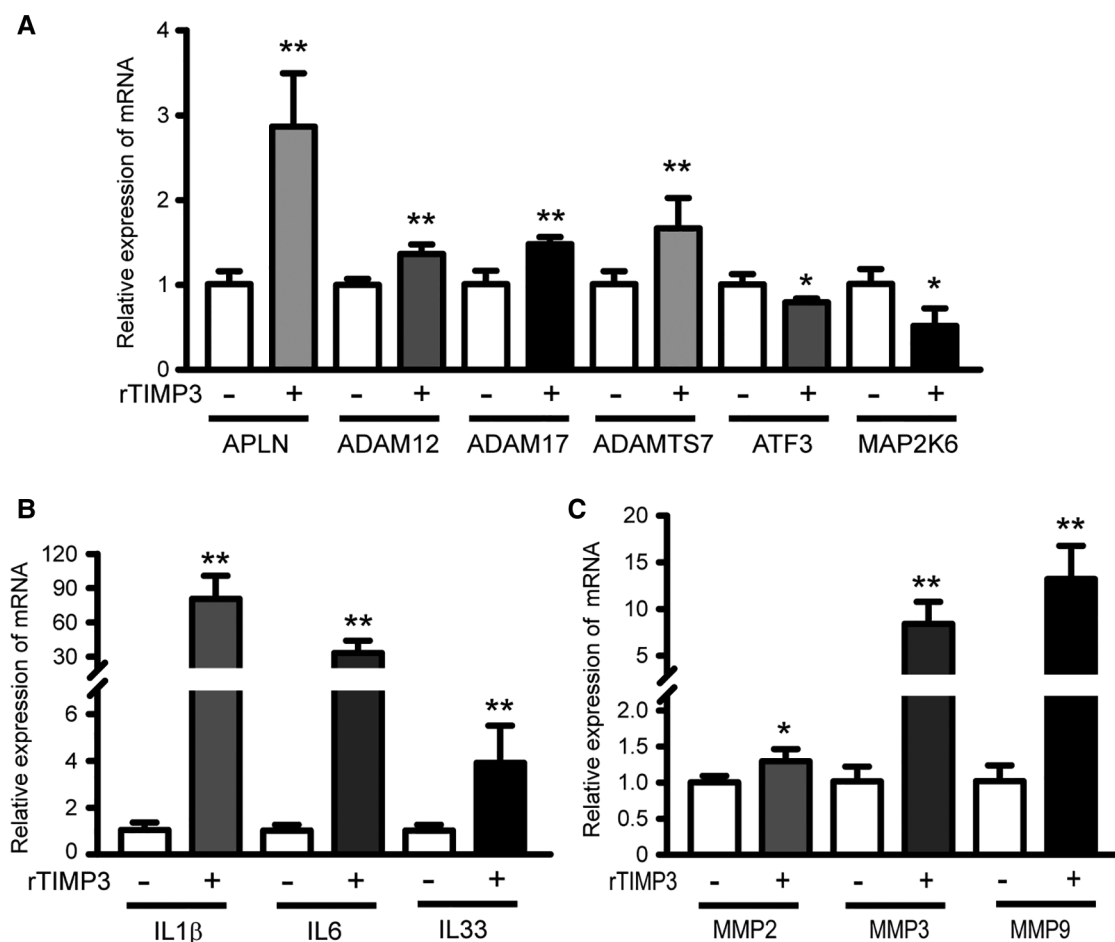 A
Relative expression of mRNA
4
3
2
1
0
** ** ** ** * *
rTIMP3 - + - + - + - + - + - +
APLN ADAM12 ADAM17 ADAMTS7 ATF3 MAP2K6
B
Relative expression of mRNA
120
90
60
30
6
4
2
0
** ** **
rTIMP3 - + - + - +
IL1β IL6 IL33
C
Relative expression of mRNA
20
15
10
5
2.0
1.5
1.0
0.5
0
* ** **
rTIMP3 - + - + - +
MMP2 MMP3 MMP9